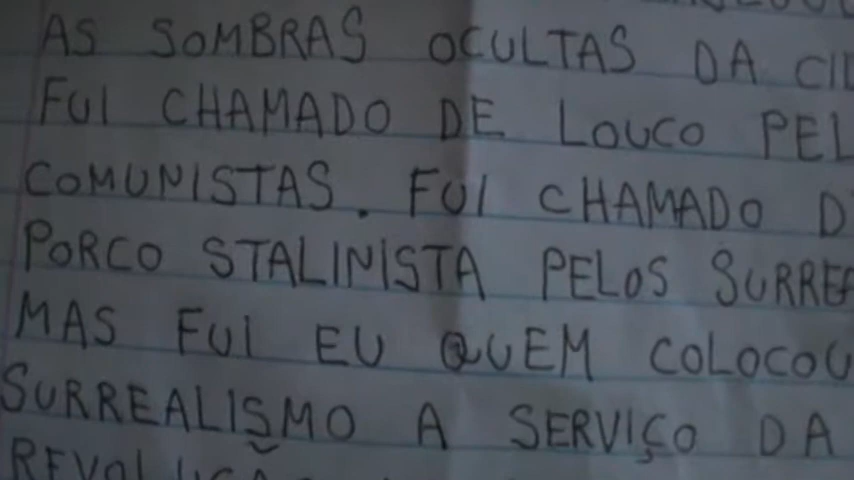 AS SOMBRAS OCULTAS DA
FUI CHAMADO DE LOUCO
COMUNISTAS. FUI CHAMADO
PORCO STALINISTA PELOS
MAS FUI EU QUEM COLOCOU
SURREALISMO A SERVIÇO DA